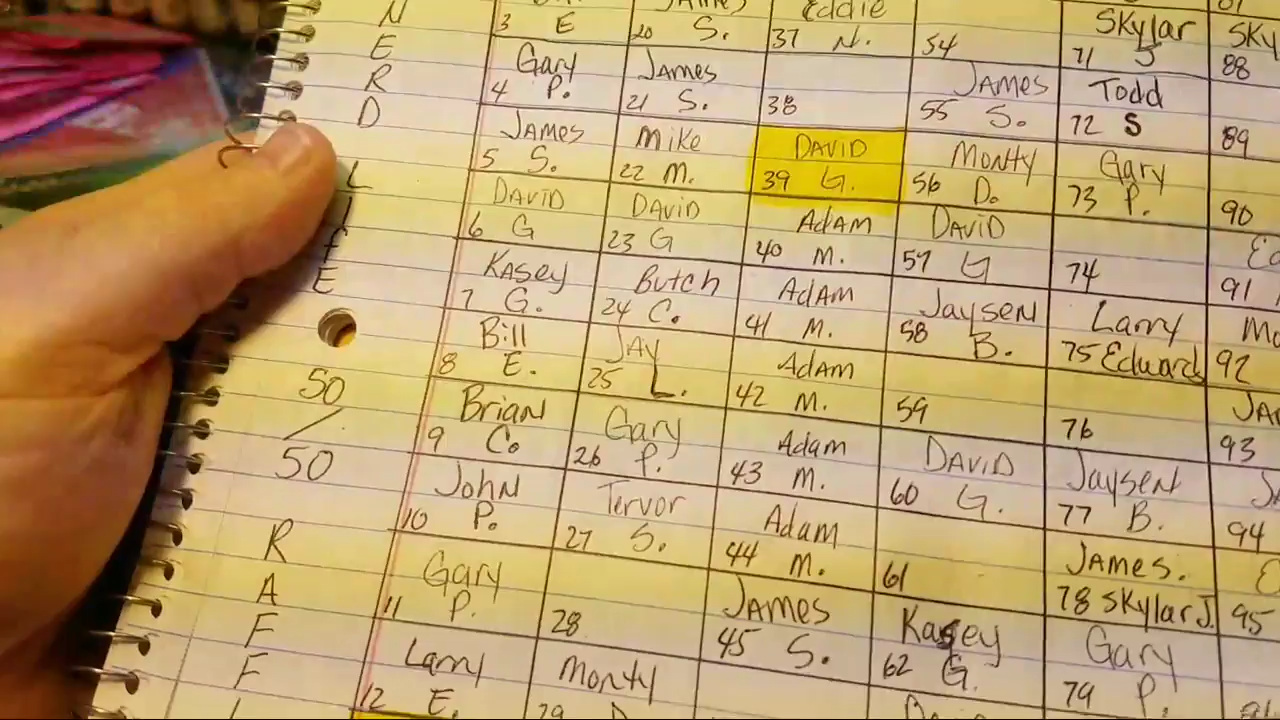 N
E
R
D
L
I
F
E
50
/
50
R
A
F
F
3 E
Gary
4 P.
JAMES
5 S.
DAVID
6 G
KASEY
7 G.
Bill
8 E.
Brian
9 C.
John
10 P.
Gary
11 P.
Larry
12 E.
James
20 S.
JAMES
21 S.
Mike
22 M.
DAVID
23 G
Butch
24 C.
JAY
25 L.
Gary
26 P.
Tervor
27 S.
28
Monty
29 D
Eddie
37 N.
38
DAVID
39 G.
AdAM
40 M.
AdAM
41 M.
AdAM
42 M.
Adam
43 M.
Adam
44 M.
JAMES
45 S.
54
JAMES
55 S.
Monty
56 D.
DAVID
57 G
Jaysen
58 B.
59
DAVID
60 G.
61
Kasey
62 G.
Skylar
71 J
Todd
72 S
Gary
73 P.
74
Larry
75 Edward
76
Jaysen
77 B.
JAMES.
78 Skylar J.
Gary
79 P.
88
89
90
91
92
93
94
95